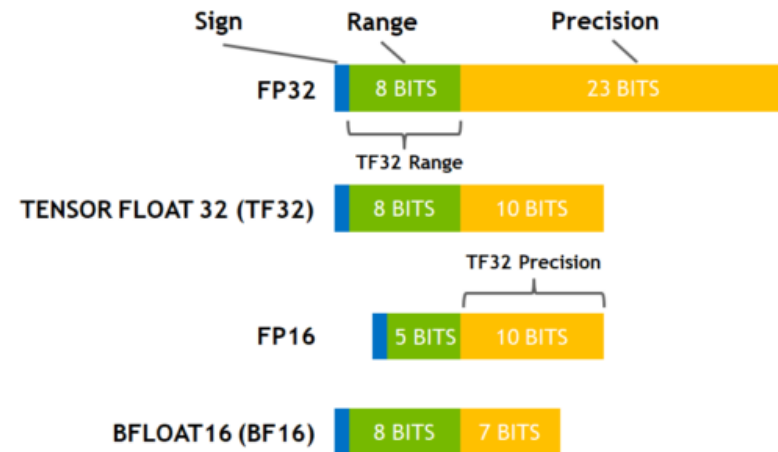 Sign Range Precision
FP32 8 BITS 23 BITS
TF32 Range
TENSOR FLOAT 32 (TF32) 8 BITS 10 BITS
TF32 Precision
FP16 5 BITS 10 BITS
BFLOAT16 (BF16) 8 BITS 7 BITS